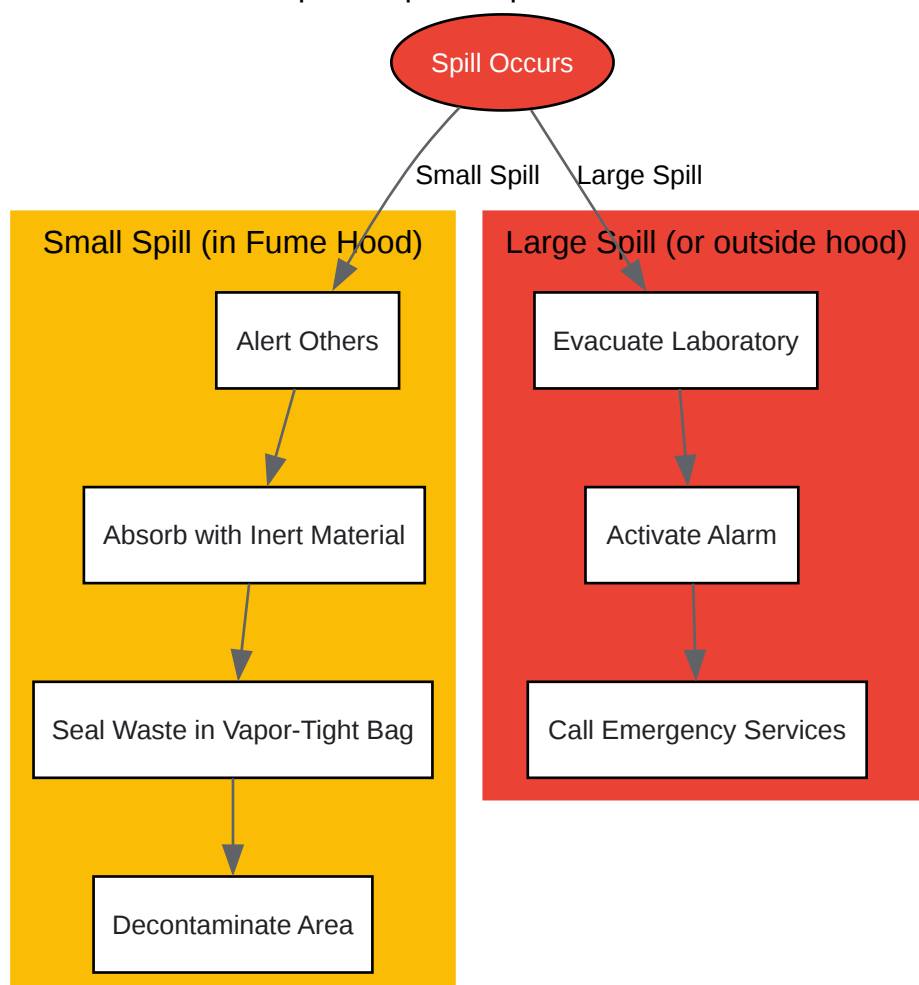 Spill Occurs
Small Spill
Large Spill
Small Spill (in Fume Hood)
Large Spill (or outside hood)
Alert Others
Evacuate Laboratory
Absorb with Inert Material
Activate Alarm
Seal Waste in Vapor-Tight Bag
Call Emergency Services
Decontaminate Area